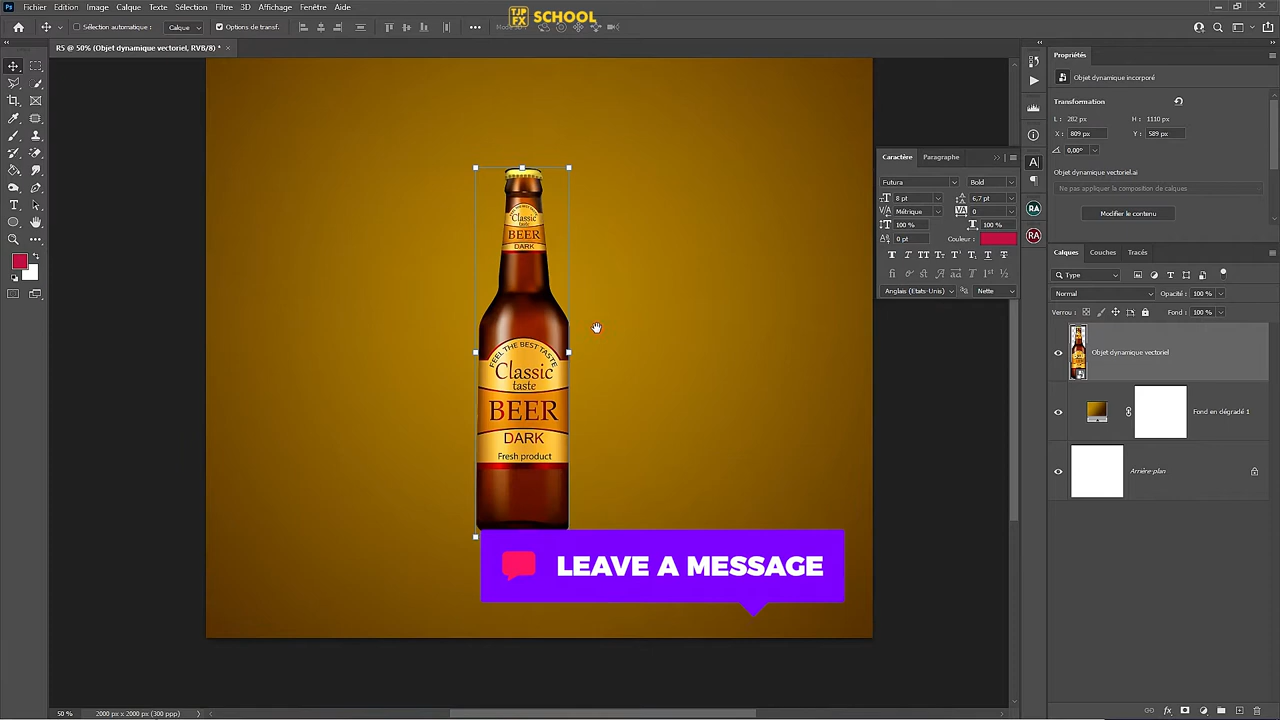 Fichier Edition Image Calque Texte Sélection Filtre 3D Affichage Fenêtre Aide
TJP FX SCHOOL
Sélection automatique : Calque Options de transf.
R5 @ 50% (Objet dynamique vectoriel, RVB/8) *
Propriétés
Objet dynamique incorporé
Transformation
L : 282 px H : 1110 px
X : 809 px Y : 589 px
0,00°
Objet dynamique vectoriel.ai
Ne pas appliquer la composition de calques
Modifier le contenu
Caractère Paragraphe
Futura Bold
8 pt 6,7 pt
Métrique 0
100 % 100 %
0 pt Couleur :
Anglais (Etats-Unis) Nette
Calques Couches Tracés
Type
Normal Opacité : 100 %
Verrou : Fond : 100 %
Objet dynamique vectoriel
Fond en dégradé 1
Arrière-plan
Classic
taste
BEER
DARK
FEEL THE BEST TASTE
Classic
taste
BEER
DARK
Fresh product
LEAVE A MESSAGE
50 % 2000 px x 2000 px (300 ppp)